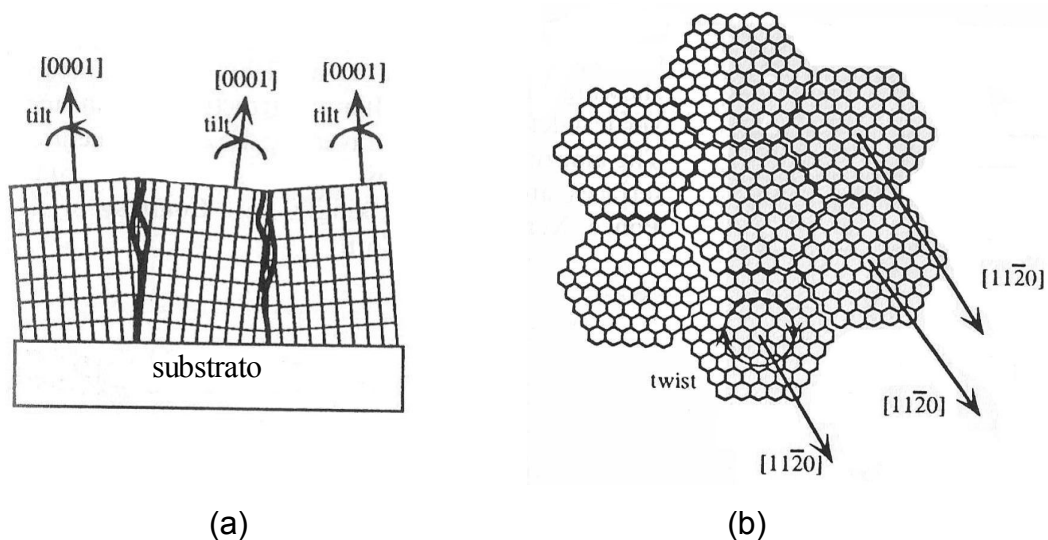 [0001]
tilt
[0001]
tilt
[0001]
tilt
substrato
(a)
[112̅0]
[112̅0]
twist
[112̅0]
(b)